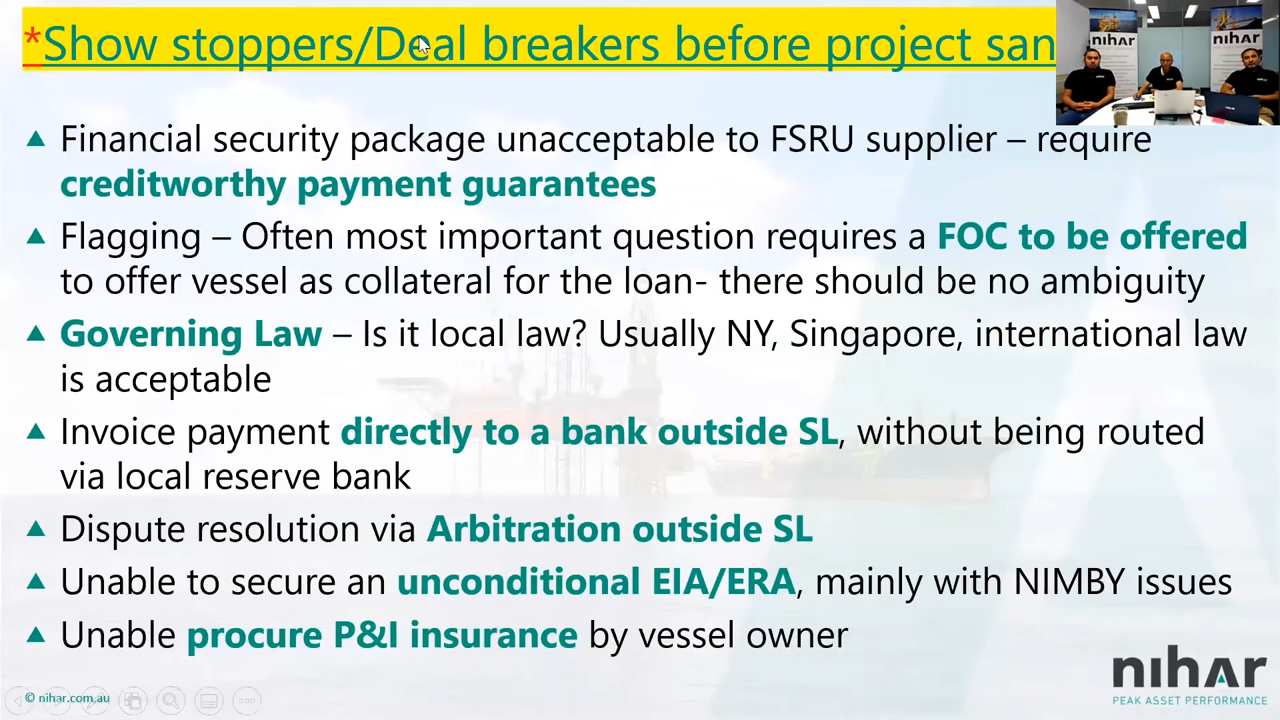 *Show stoppers/Deal breakers before project san
nihar
nihar
▲ Financial security package unacceptable to FSRU supplier – require
creditworthy payment guarantees
▲ Flagging – Often most important question requires a FOC to be offered
to offer vessel as collateral for the loan- there should be no ambiguity
▲ Governing Law – Is it local law? Usually NY, Singapore, international law
is acceptable
▲ Invoice payment directly to a bank outside SL, without being routed
via local reserve bank
▲ Dispute resolution via Arbitration outside SL
▲ Unable to secure an unconditional EIA/ERA, mainly with NIMBY issues
▲ Unable procure P&I insurance by vessel owner
nihar
PEAK ASSET PERFORMANCE
© nihar.com.au